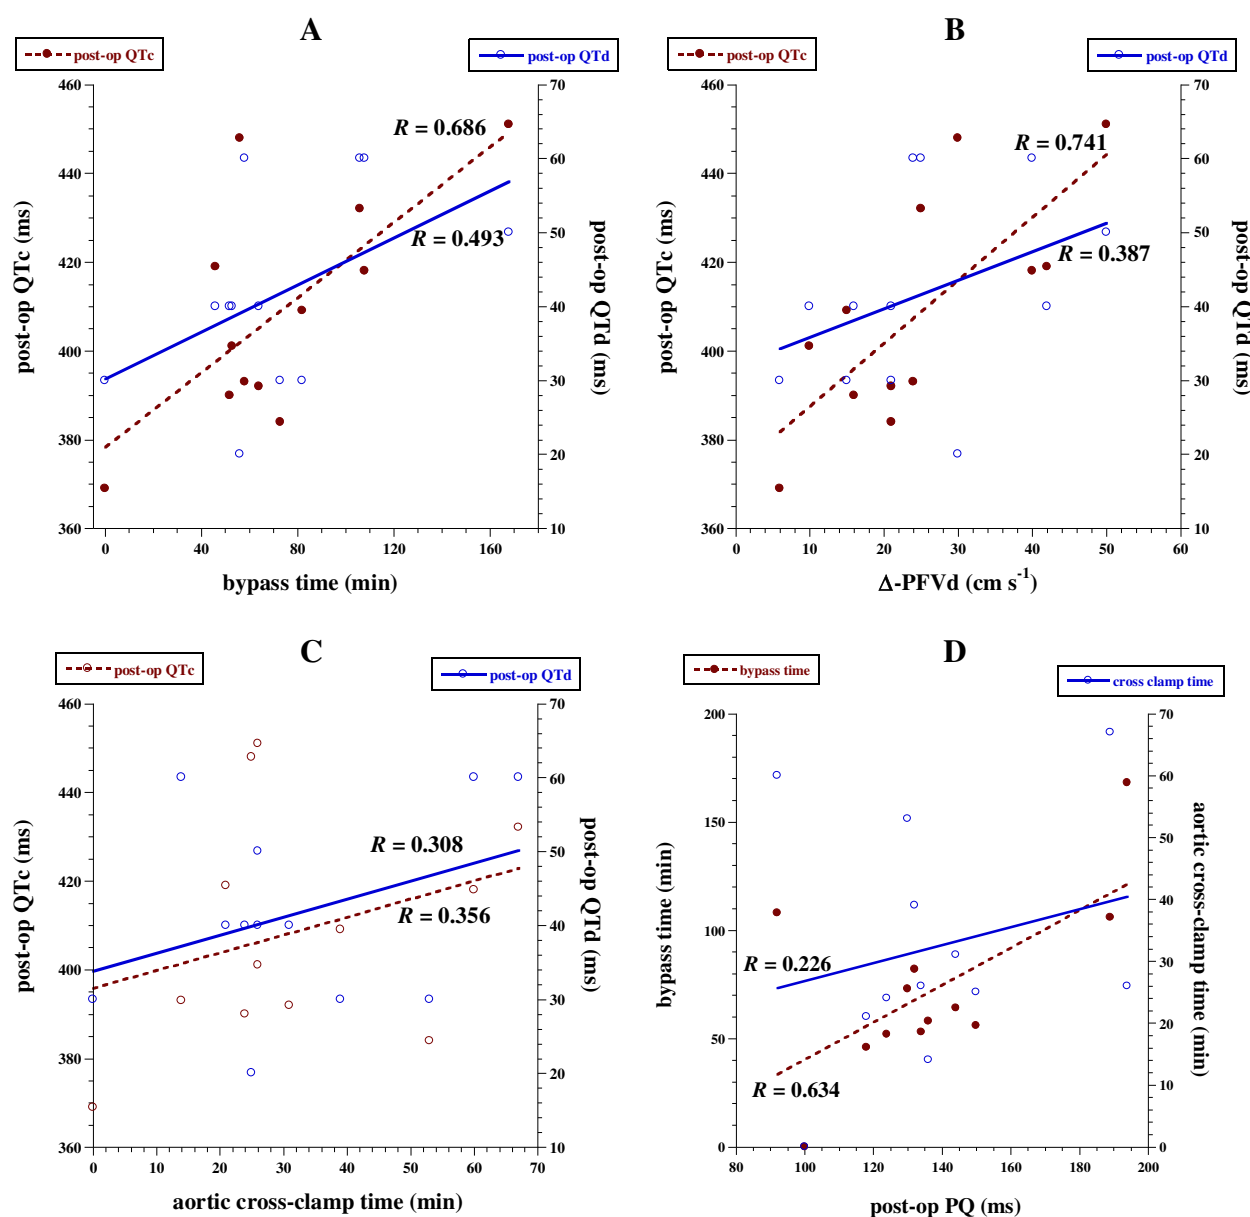 A
post-op QTc
post-op QTd
460
440
420
400
380
360
70
60
50
40
30
20
10
R = 0.686
R = 0.493
0
40
80
120
160
post-op QTc (ms)
post-op QTd (ms)
bypass time (min)
B
post-op QTc
post-op QTd
460
440
420
400
380
360
70
60
50
40
30
20
10
R = 0.741
R = 0.387
0
10
20
30
40
50
60
post-op QTc (ms)
post-op QTd (ms)
Δ-PFVd (cm s⁻¹)
C
post-op QTc
post-op QTd
460
440
420
400
380
360
70
60
50
40
30
20
10
R = 0.308
R = 0.356
0
10
20
30
40
50
60
70
post-op QTc (ms)
post-op QTd (ms)
aortic cross-clamp time (min)
D
bypass time
cross clamp time
200
150
100
50
0
70
60
50
40
30
20
10
0
R = 0.226
R = 0.634
80
100
120
140
160
180
200
bypass time (min)
aortic cross-clamp time
(min)
post-op PQ (ms)